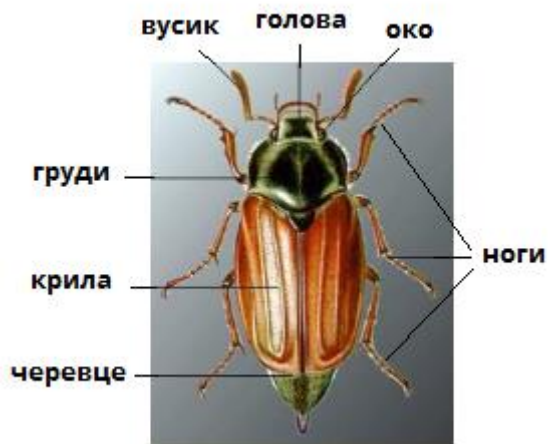 вусик
голова
око
груди
ноги
крила
черевце